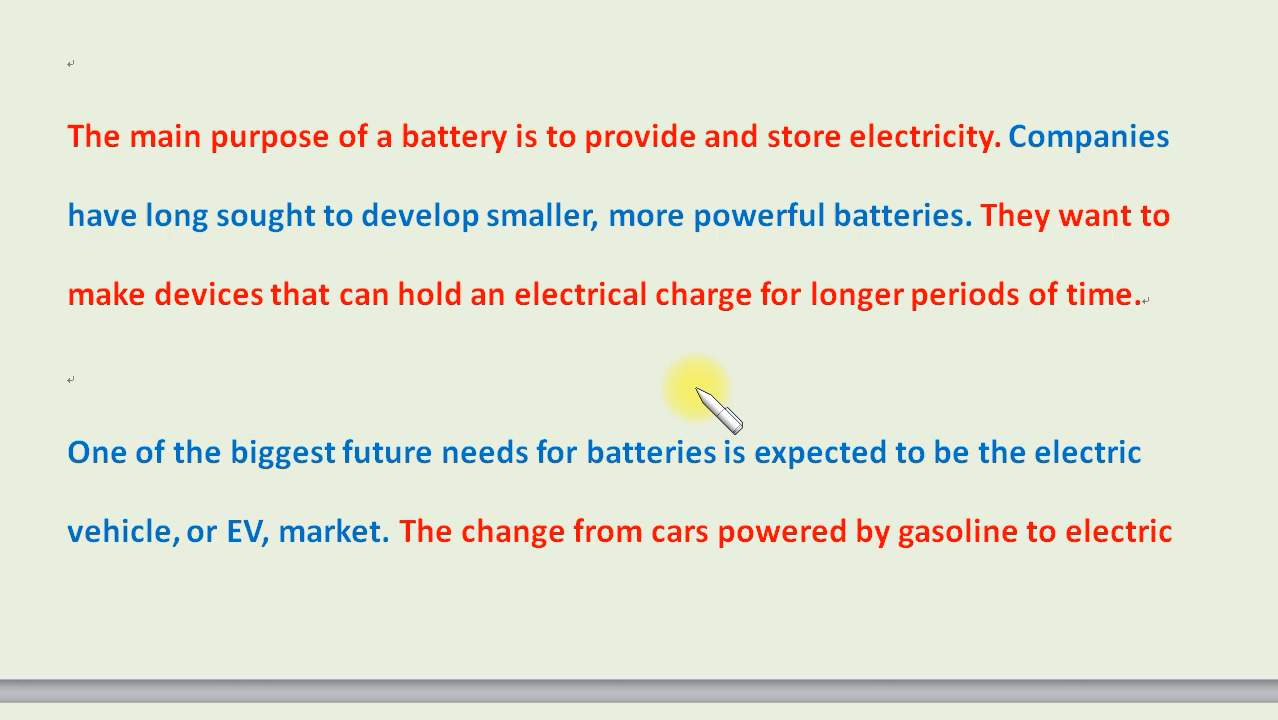 The main purpose of a battery is to provide and store electricity. Companies
have long sought to develop smaller, more powerful batteries. They want to
make devices that can hold an electrical charge for longer periods of time.
One of the biggest future needs for batteries is expected to be the electric
vehicle, or EV, market. The change from cars powered by gasoline to electric